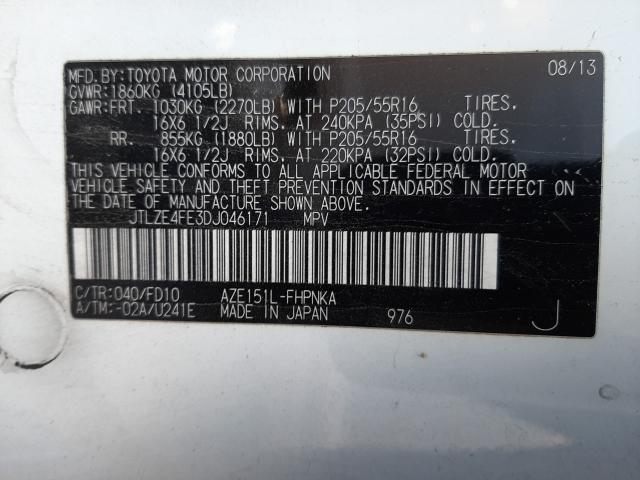 MFD.BY:TOYOTA MOTOR CORPORATION 08/13
GVWR:1860KG (4105LB)
GAWR:FRT. 1030KG (2270LB) WITH P205/55R16 TIRES.
16X6 1/2J RIMS, AT 240KPA (35PSI) COLD.
RR. 855KG (1880LB) WITH P205/55R16 TIRES.
16X6 1/2J RIMS, AT 220KPA (32PSI) COLD.
THIS VEHICLE CONFORMS TO ALL APPLICABLE FEDERAL MOTOR
VEHICLE SAFETY AND THEFT PREVENTION STANDARDS IN EFFECT ON
THE DATE OF MANUFACTURE SHOWN ABOVE.
JTLZE4FE3DJ046171 MPV
C/TR:040/FD10 AZE151L-FHPNKA
A/TM:-02A/U241E MADE IN JAPAN 976 J